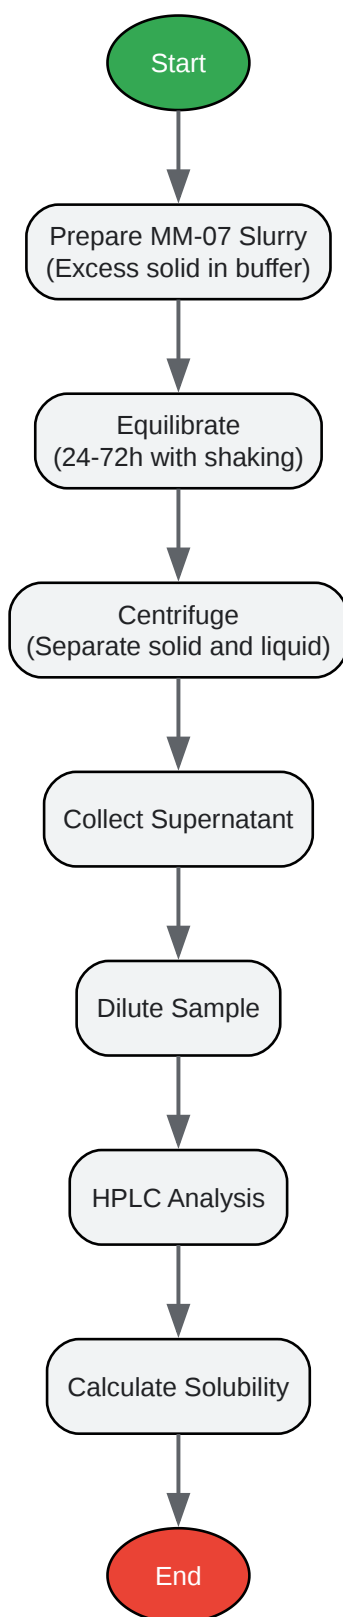 Start
Prepare MM-07 Slurry
(Excess solid in buffer)
Equilibrate
(24-72h with shaking)
Centrifuge
(Separate solid and liquid)
Collect Supernatant
Dilute Sample
HPLC Analysis
Calculate Solubility
End